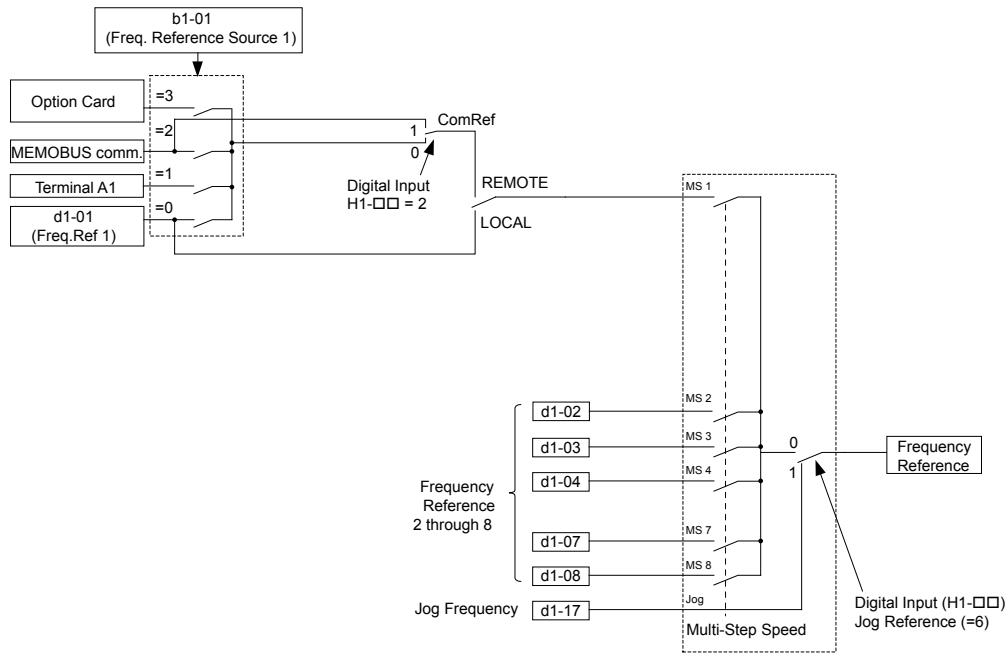 b1-01
(Freq. Reference Source 1)
Option Card
=3
=2
MEMOBUS comm.
=1
Terminal A1
=0
d1-01
(Freq.Ref 1)
ComRef
1
0
Digital Input
H1-□□ = 2
REMOTE
LOCAL
MS 1
MS 2
d1-02
MS 3
d1-03
MS 4
d1-04
Frequency
Reference
2 through 8
MS 7
d1-07
MS 8
d1-08
Jog Frequency
d1-17
Jog
Multi-Step Speed
0
1
Frequency
Reference
Digital Input (H1-□□)
Jog Reference (=6)